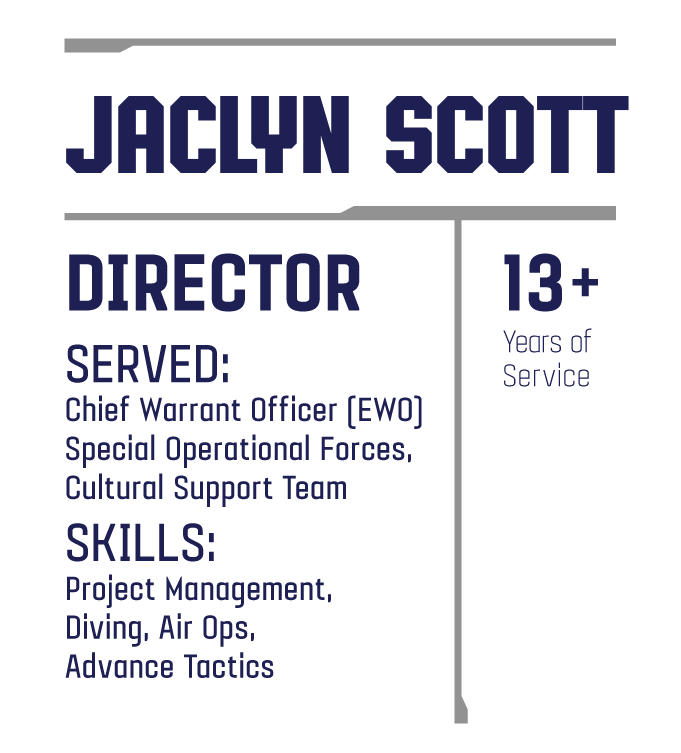 JACLYN SCOTT
DIRECTOR
SERVED:
Chief Warrant Officer (EWO)
Special Operational Forces,
Cultural Support Team
SKILLS:
Project Management,
Diving, Air Ops,
Advance Tactics
13+
Years of
Service